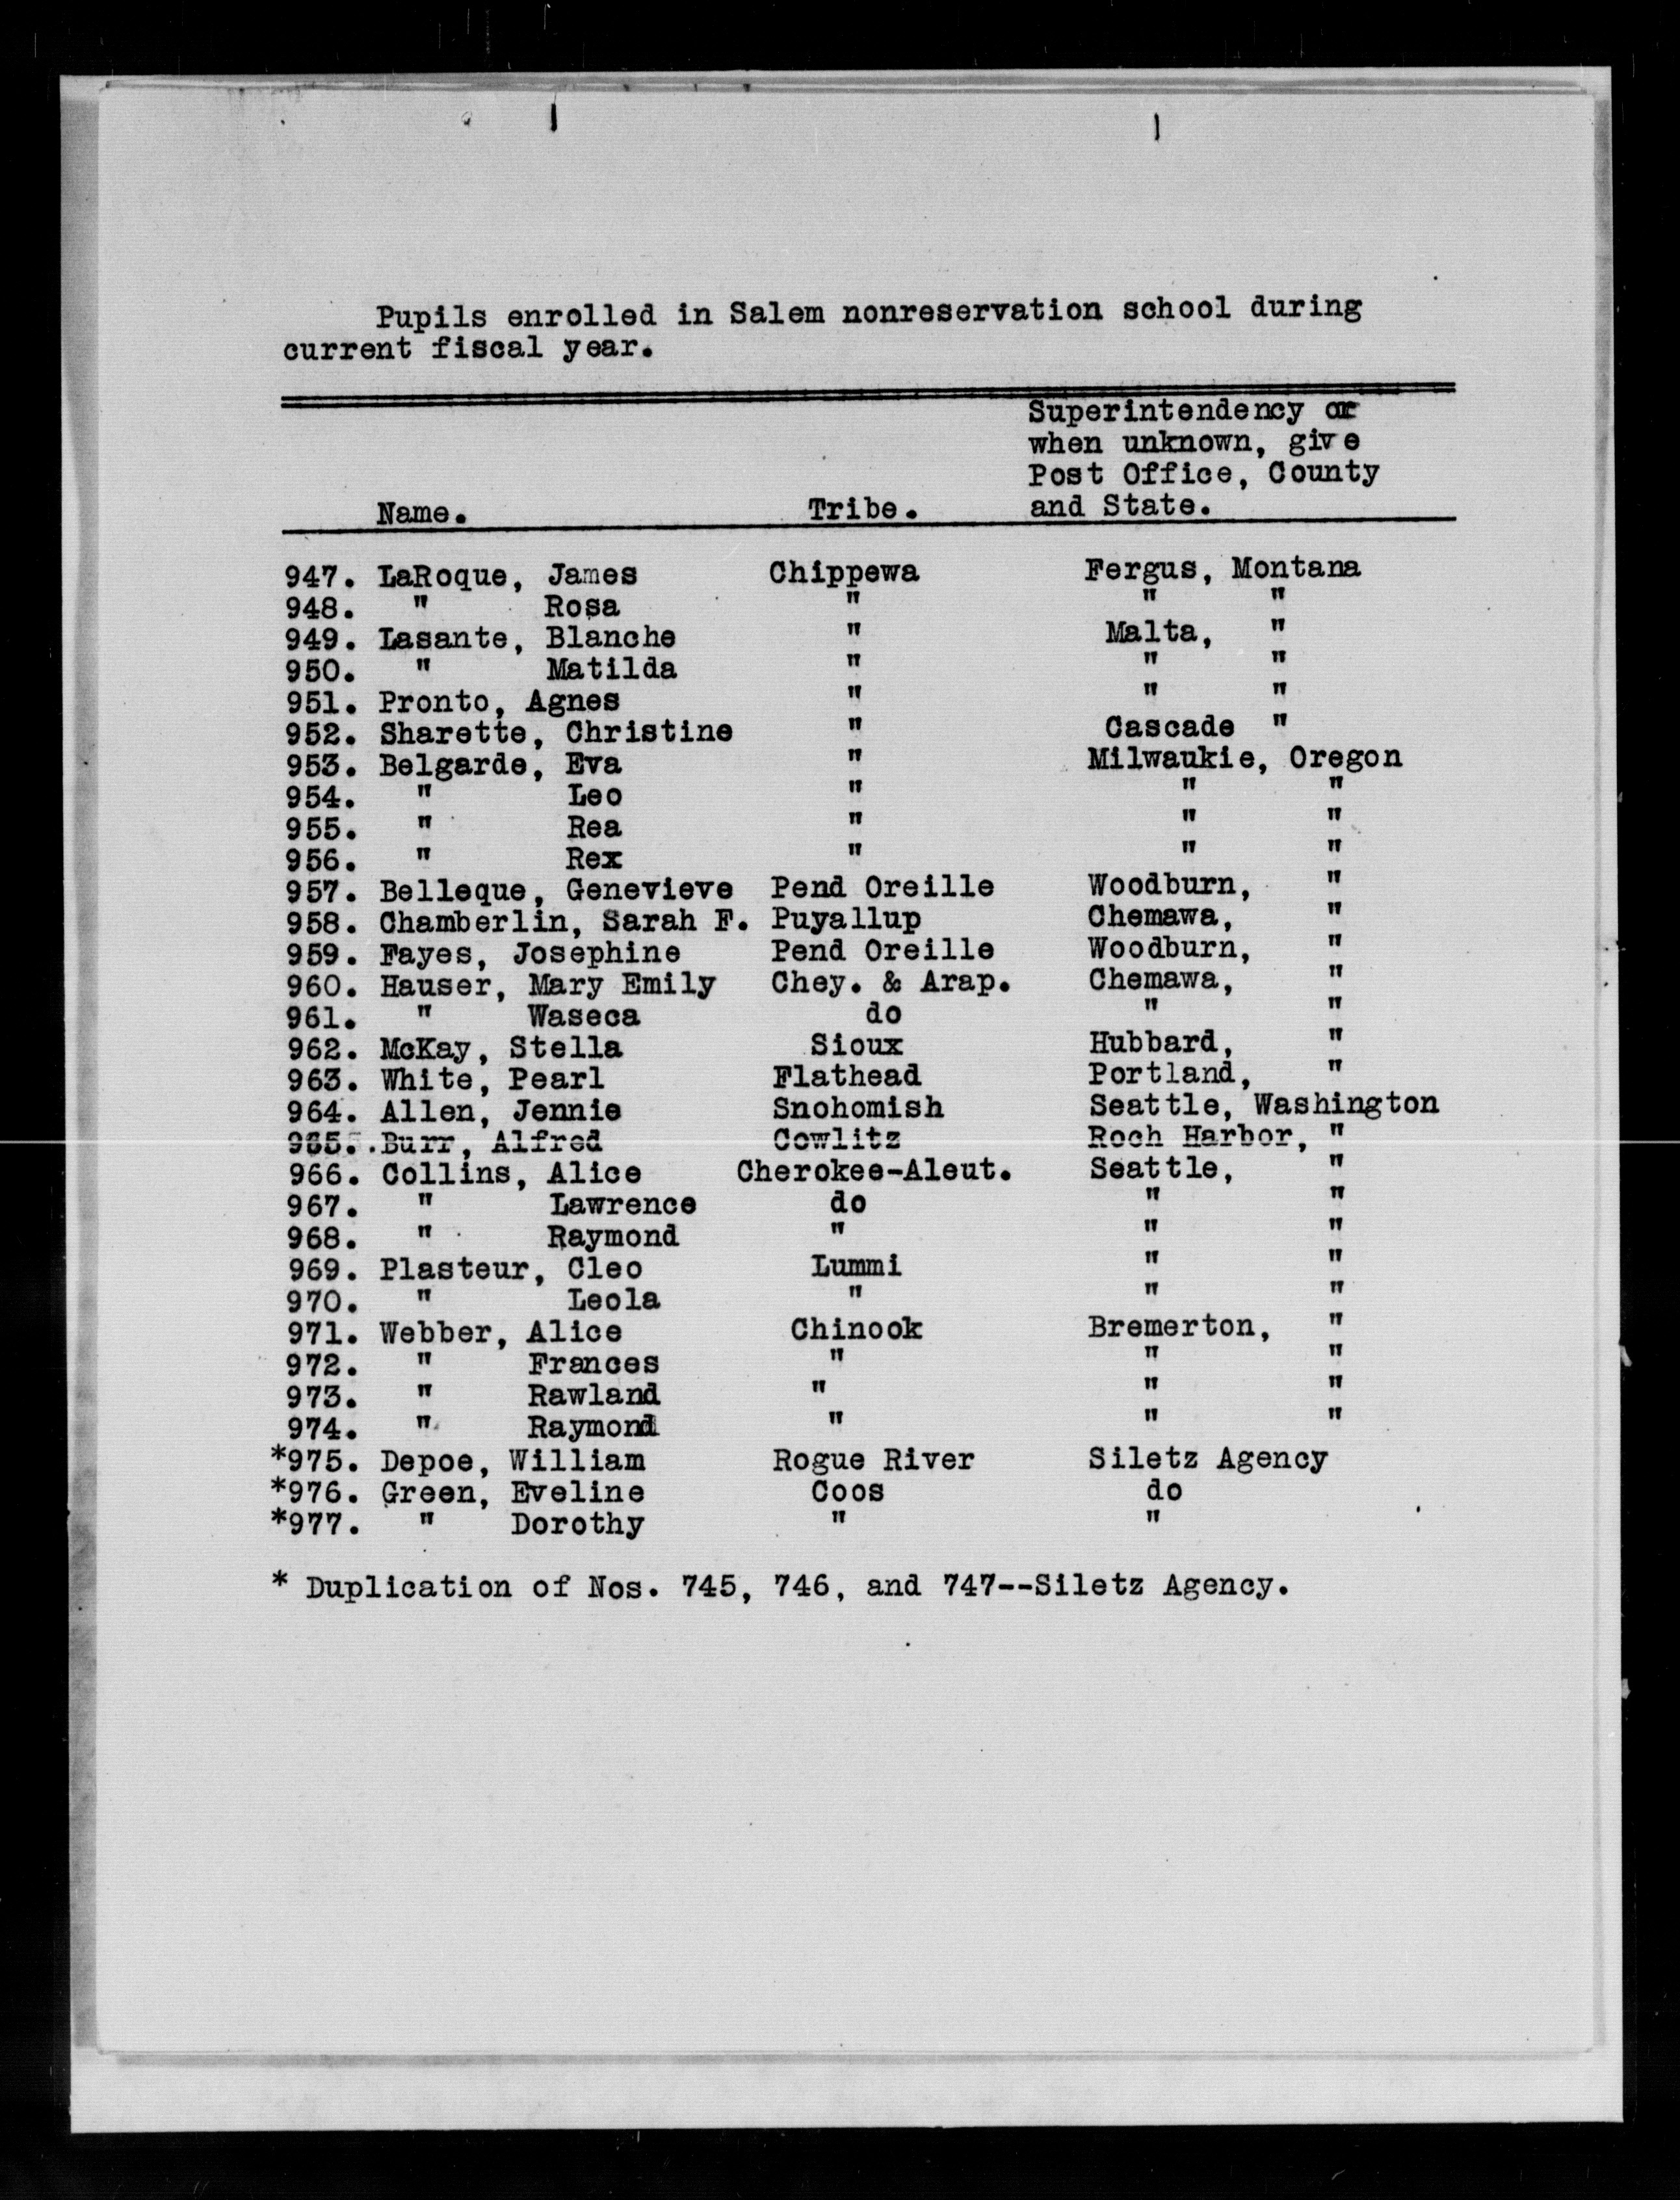 Pupils enrolled in Salem nonreservation school during
current fiscal year.
Superintendency or
when unknown, give
Post Office, County
Name. Tribe. and State.
947. LaRoque, James Chippewa Fergus, Montana
948. " Rosa " " "
949. Lasante, Blanche " Malta, "
950. " Matilda " " "
951. Pronto, Agnes " " "
952. Sharette, Christine " Cascade "
953. Belgarde, Eva " Milwaukie, Oregon
954. " Leo " " "
955. " Rea " " "
956. " Rex " " "
957. Belleque, Genevieve Pend Oreille Woodburn, "
958. Chamberlin, Sarah F. Puyallup Chemawa, "
959. Fayes, Josephine Pend Oreille Woodburn, "
960. Hauser, Mary Emily Chey. & Arap. Chemawa, "
961. " Waseca do " "
962. McKay, Stella Sioux Hubbard, "
963. White, Pearl Flathead Portland, "
964. Allen, Jennie Snohomish Seattle, Washington
965. Burr, Alfred Cowlitz Roch Harbor, "
966. Collins, Alice Cherokee-Aleut. Seattle, "
967. " Lawrence do " "
968. " Raymond " " "
969. Plasteur, Cleo Lummi " "
970. " Leola " " "
971. Webber, Alice Chinook Bremerton, "
972. " Frances " " "
973. " Rawland " " "
974. " Raymond " " "
*975. Depoe, William Rogue River Siletz Agency
*976. Green, Eveline Coos do
*977. " Dorothy " "
* Duplication of Nos. 745, 746, and 747--Siletz Agency.